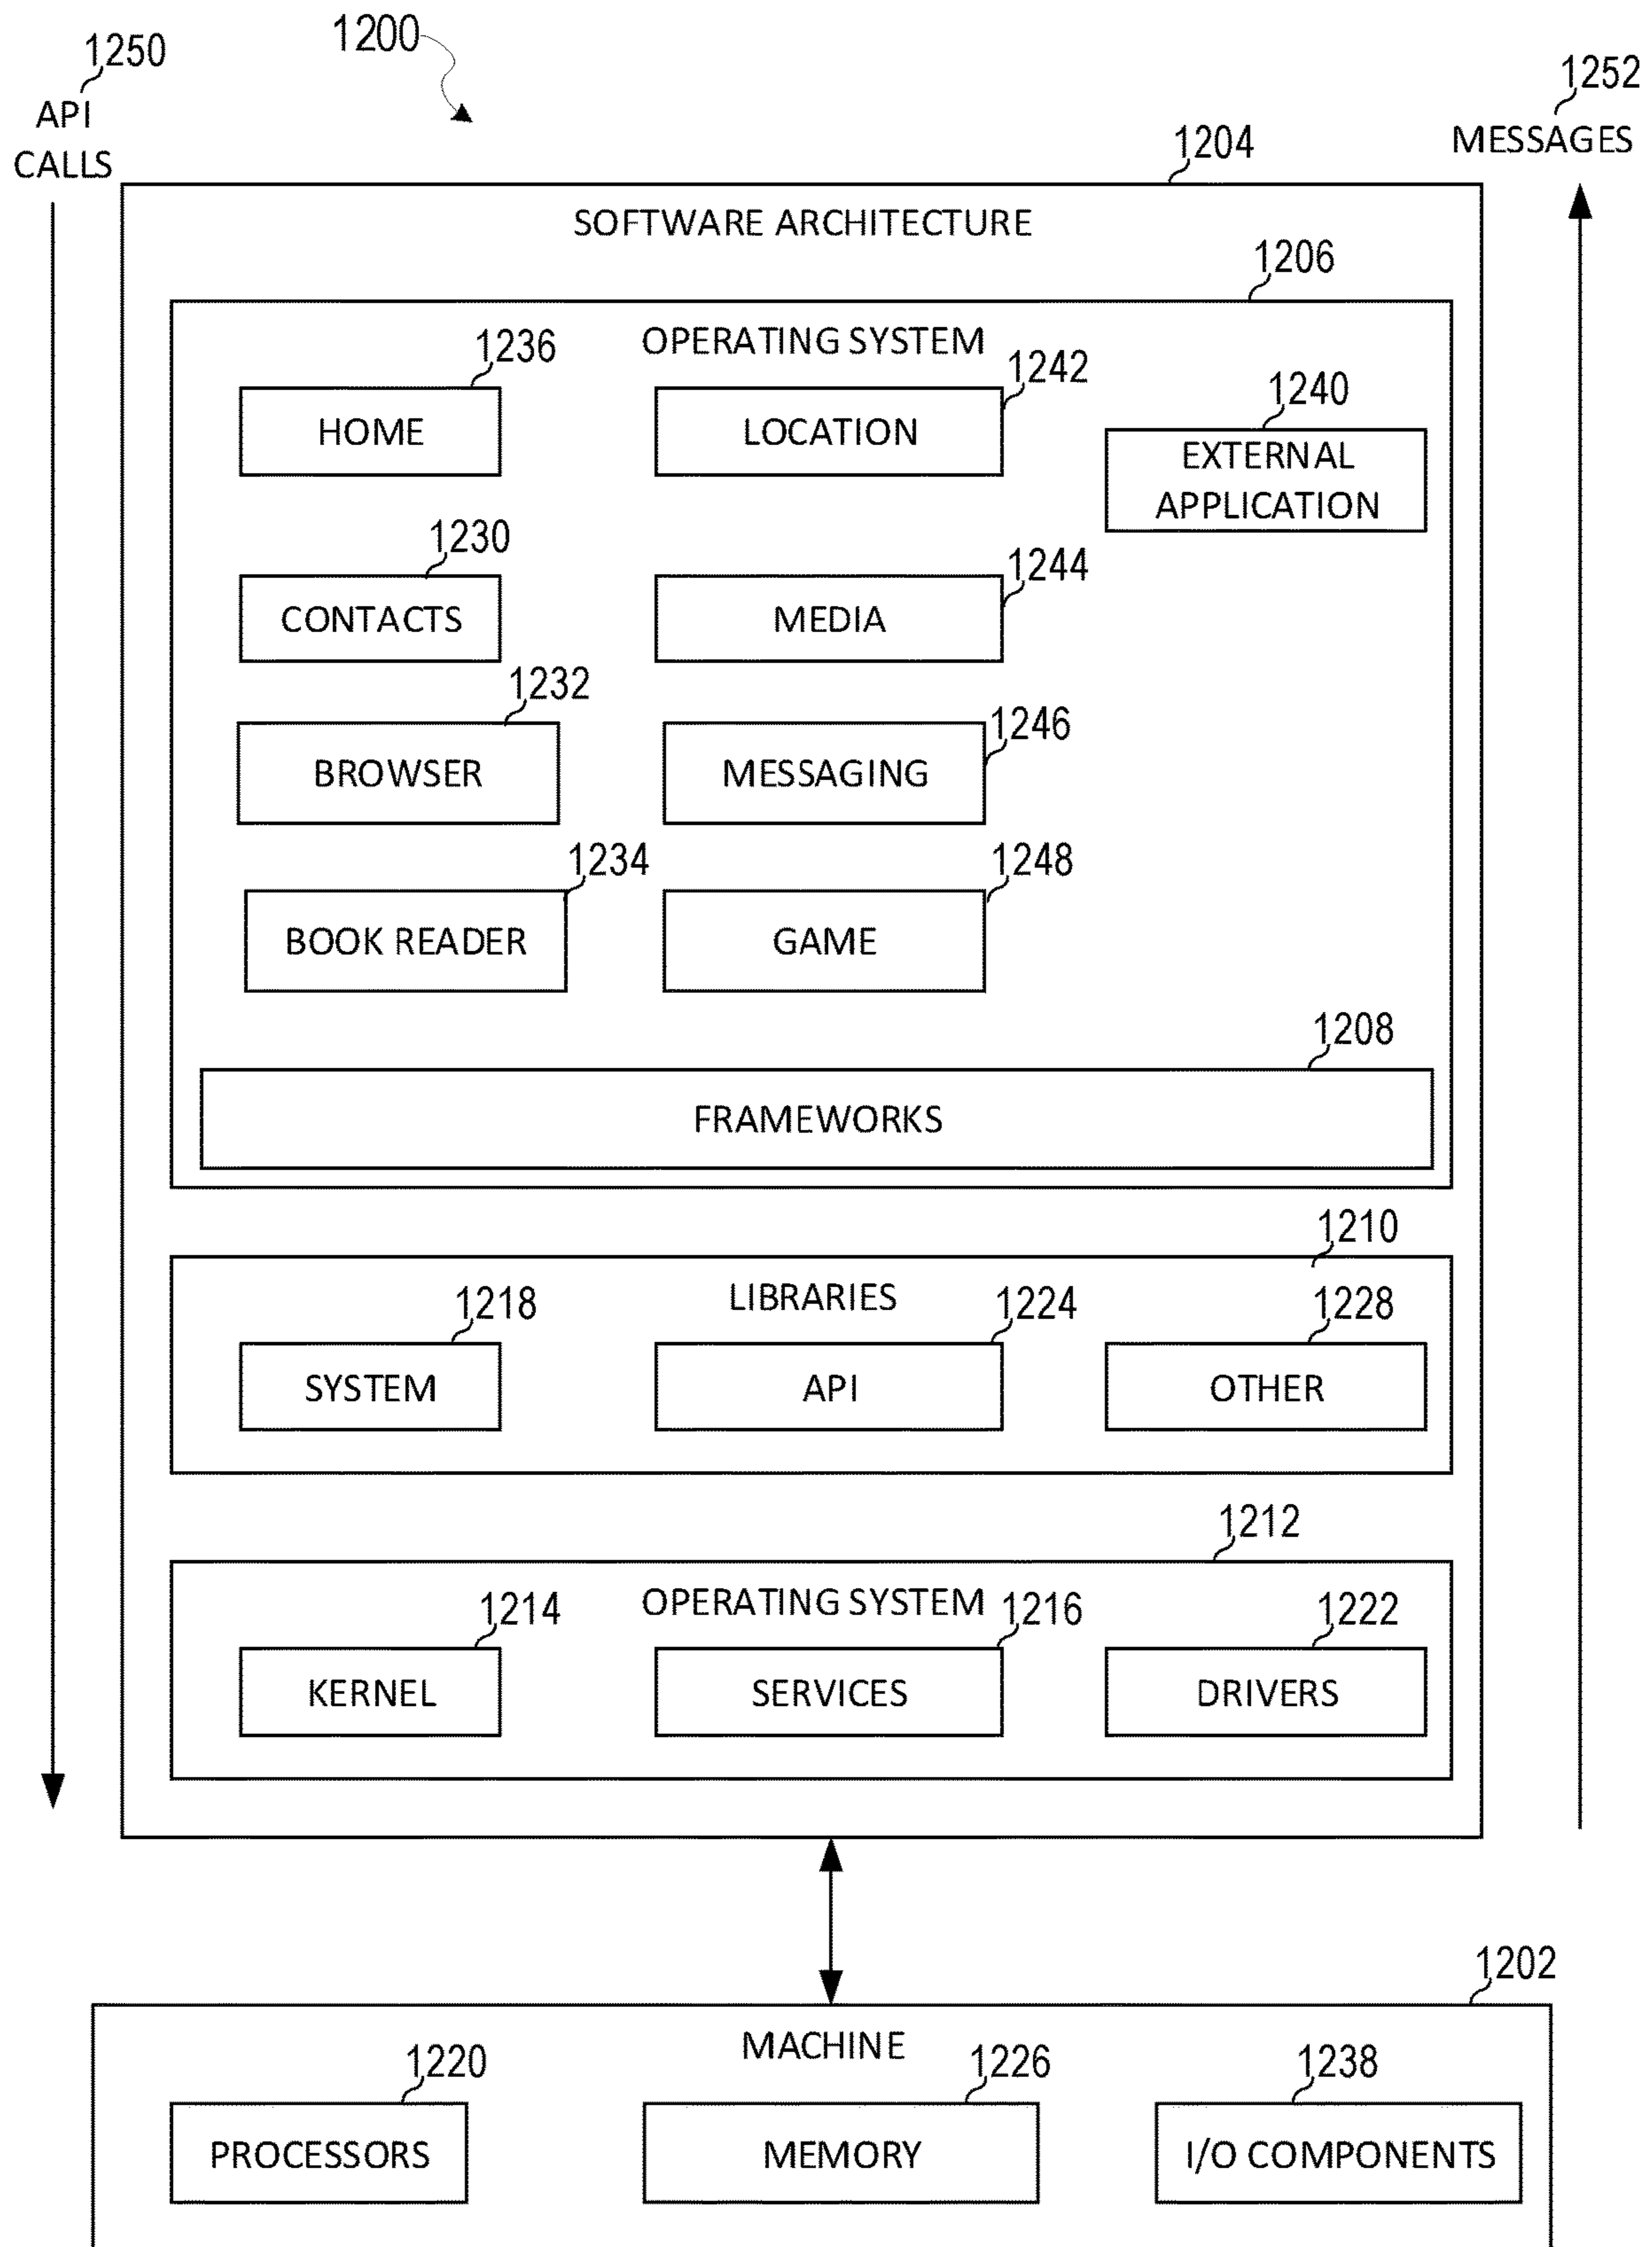 1250
1200
1252
API
CALLS
MESSAGES
1204
SOFTWARE ARCHITECTURE
1206
OPERATING SYSTEM
1236
1242
1240
HOME
LOCATION
EXTERNAL
APPLICATION
1230
1244
CONTACTS
MEDIA
1232
1246
BROWSER
MESSAGING
1234
1248
BOOK READER
GAME
1208
FRAMEWORKS
1210
LIBRARIES
1218
1224
1228
SYSTEM
API
OTHER
1212
OPERATING SYSTEM
1214
1216
1222
KERNEL
SERVICES
DRIVERS
1202
MACHINE
1220
1226
1238
PROCESSORS
MEMORY
I/O COMPONENTS